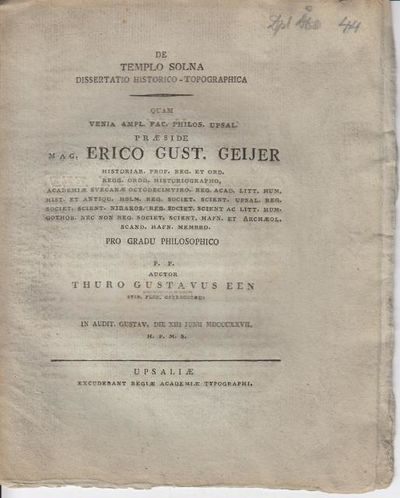 44
DE
TEMPLO SOLNA
DISSERTATIO HISTORICO-TOPOGRAPHICA
QUAM
VENIA AMPL. FAC. PHILOS. UPSAL.
PRÆSIDE
MAG. ERICO GUST. GEIJER
HISTORIAR. PROF. REG. ET ORD.
REGG. ORDD. HISTORIOGRAPHO,
ACADEMIÆ SVECANÆ OCTODECIMVIRO. REG. ACAD. LITT. HUM.
HIST. ET ANTIQU. HOLM. REG. SOCIET. SCIENT. UPSAL. REG.
SOCIET. SCIENT. NIDAROS. REG. SOCIET. SCIENT AC LITT. HUM.
GOTHOB. NEC NON REG. SOCIET. SCIENT. HAFN. ET ARCHÆOL.
SCAND. HAFN. MEMBRO.
PRO GRADU PHILOSOPHICO
P. P.
AUCTOR
THURO GUSTAVUS EEN
IN AUDIT. GUSTAV. DIE XIII JUNII MDCCCXXVII.
H. P. M. S.
UPSALIÆ
EXCUDEBANT REGIÆ ACADEMIÆ TYPOGRAPHI.